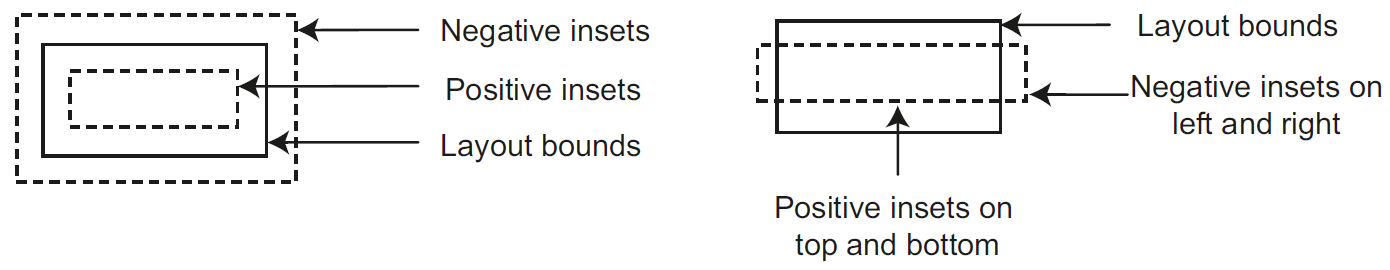 Negative insets
Positive insets
Layout bounds
Layout bounds
Negative insets on
left and right
Positive insets on
top and bottom